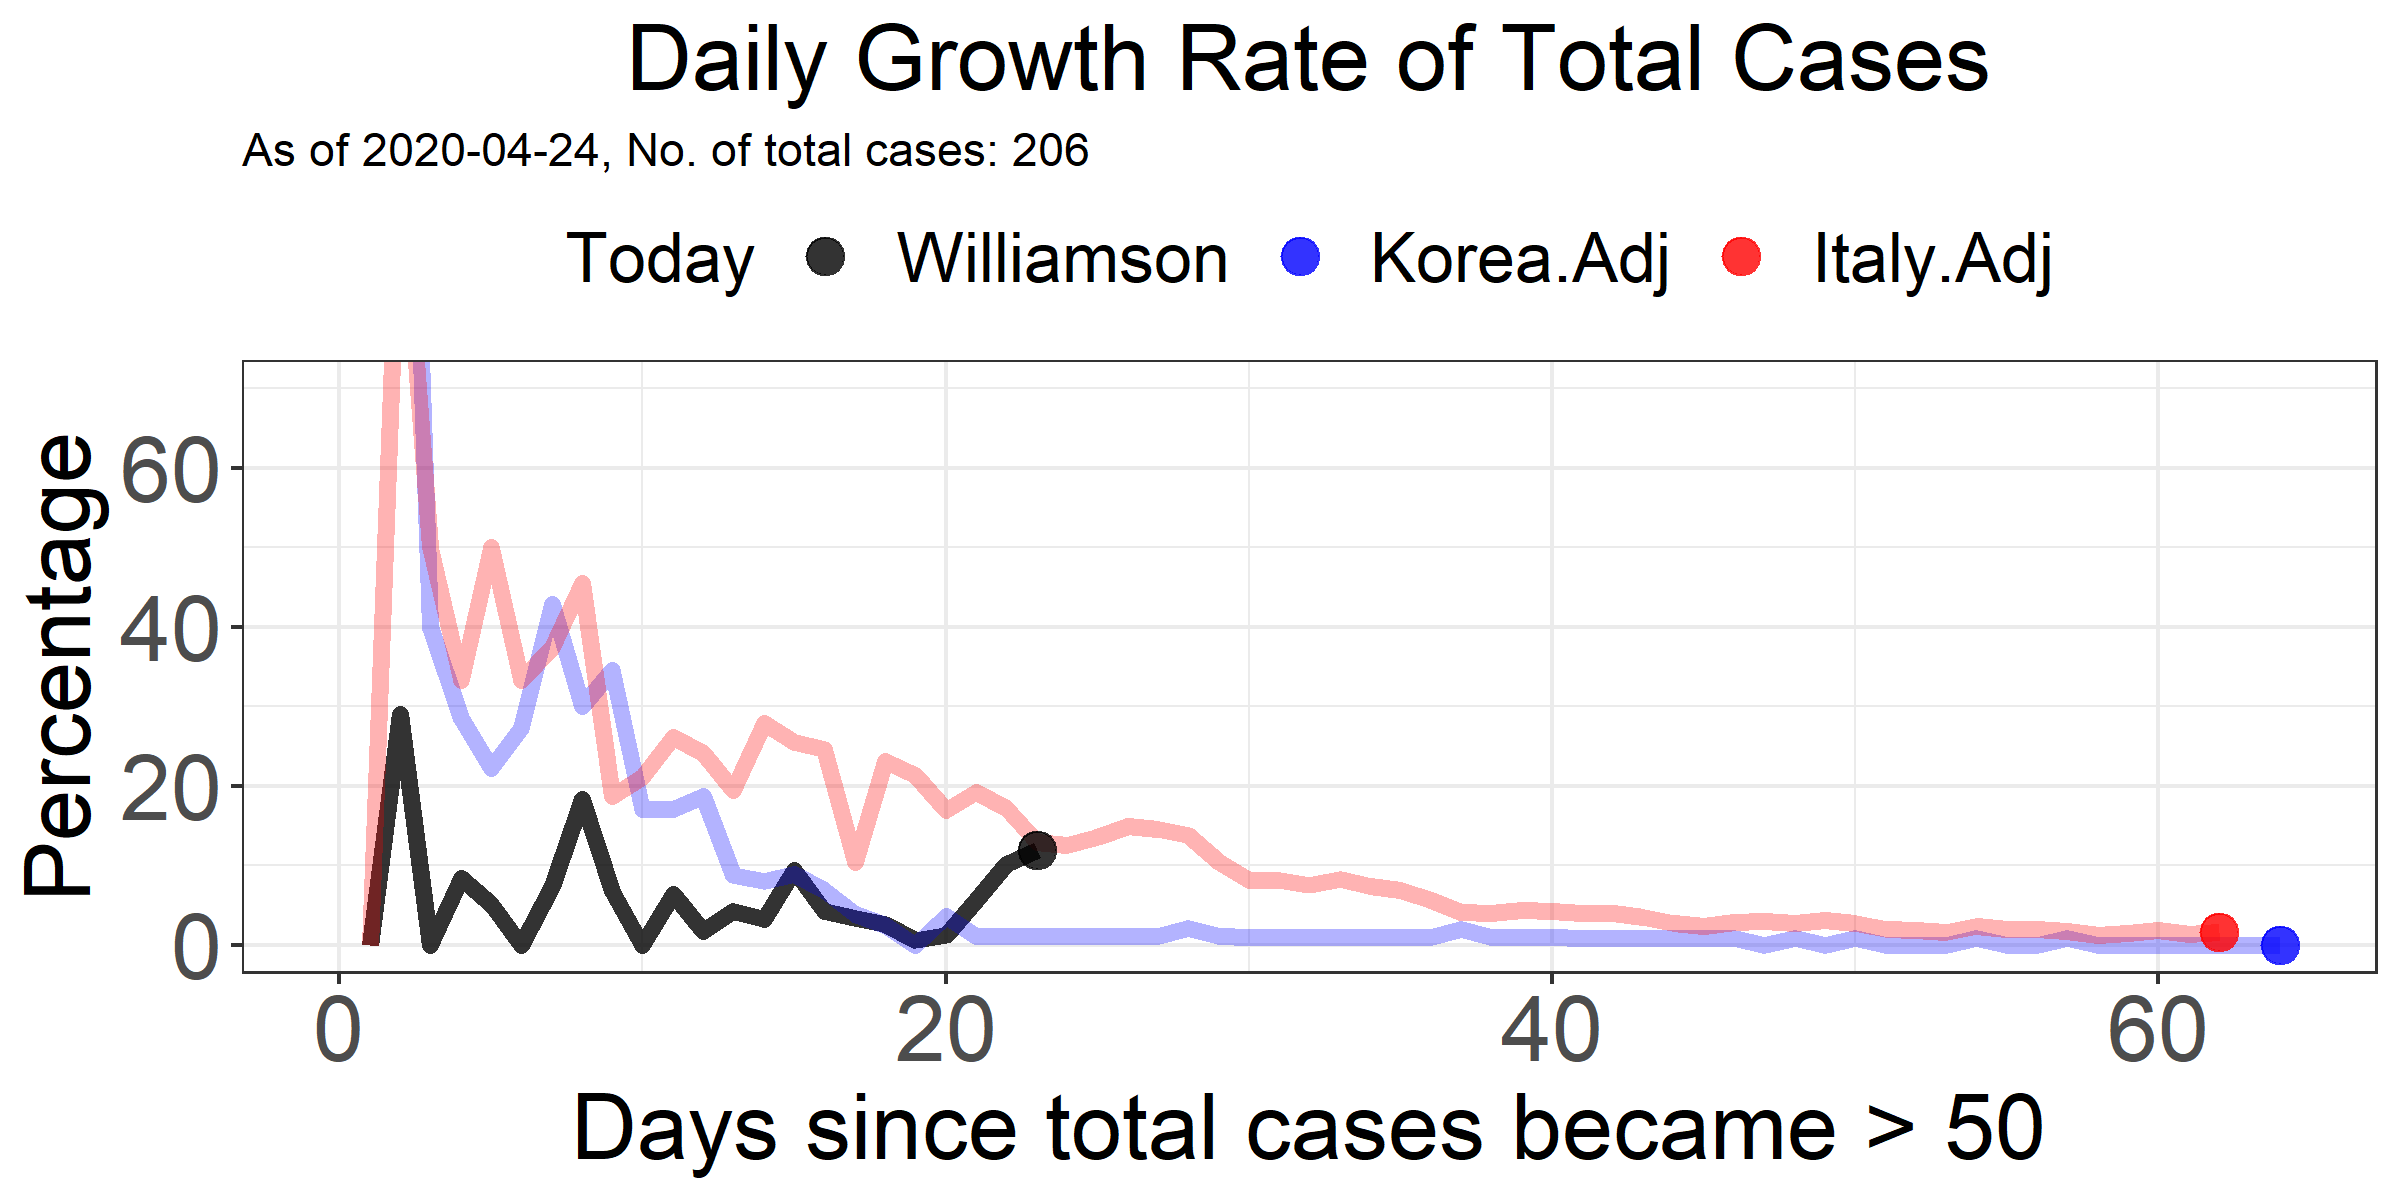 Daily Growth Rate of Total Cases
As of 2020-04-24, No. of total cases: 206
Today Williamson Korea.Adj Italy.Adj
Percentage
60
40
20
0
0 20 40 60
Days since total cases became > 50